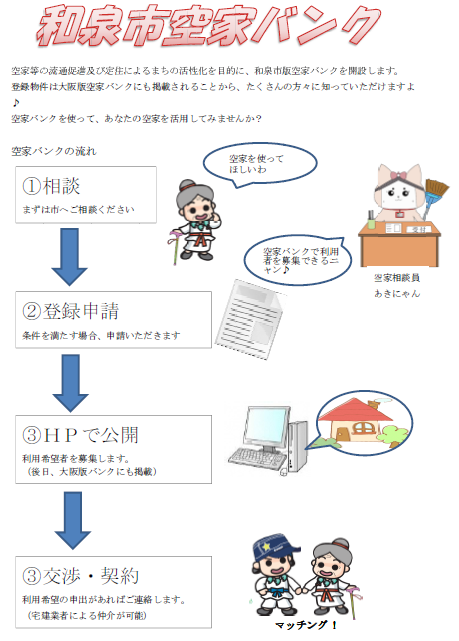 和泉市空家バンク
空家等の流通促進及び定住によるまちの活性化を目的に、和泉市版空家バンクを開設します。
登録物件は大阪版空家バンクにも掲載されることから、たくさんの方々に知っていただけますよ
♪
空家バンクを使って、あなたの空家を活用してみませんか？
空家バンクの流れ
①相談
まずは市へご相談ください
空家を使って
ほしいわ
空家バンクで利用
者を募集できるニ
ャン♪
受付
空家相談員
あきにゃん
②登録申請
条件を満たす場合、申請いただきます
③ＨＰで公開
利用希望者を募集します。
（後日、大阪版バンクにも掲載）
③交渉・契約
利用希望の申出があればご連絡します。
（宅建業者による仲介が可能）
マッチング！